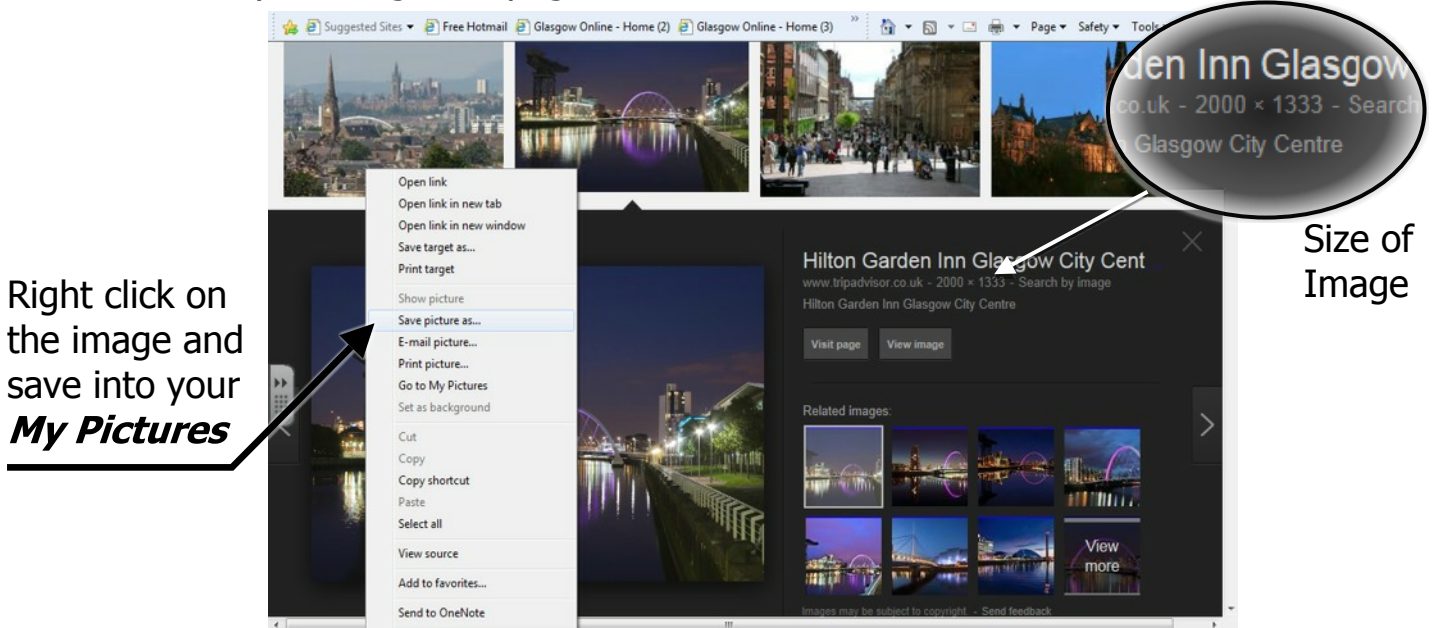 Suggested Sites Free Hotmail Glasgow Online - Home (2) Glasgow Online - Home (3) » Page Safety Tools
den Inn Glasgow
co.uk - 2000 × 1333 - Search
Glasgow City Centre
Size of
Image
Right click on
the image and
save into your
My Pictures
Open link
Open link in new tab
Open link in new window
Save target as...
Print target
Show picture
Save picture as...
E-mail picture...
Print picture...
Go to My Pictures
Set as background
Cut
Copy
Copy shortcut
Paste
Select all
View source
Add to favorites...
Send to OneNote
Hilton Garden Inn Glasgow City Cent
www.tripadvisor.co.uk - 2000 × 1333 - Search by image
Hilton Garden Inn Glasgow City Centre
Visit page View image
Related images:
View
more
Images may be subject to copyright. - Send feedback